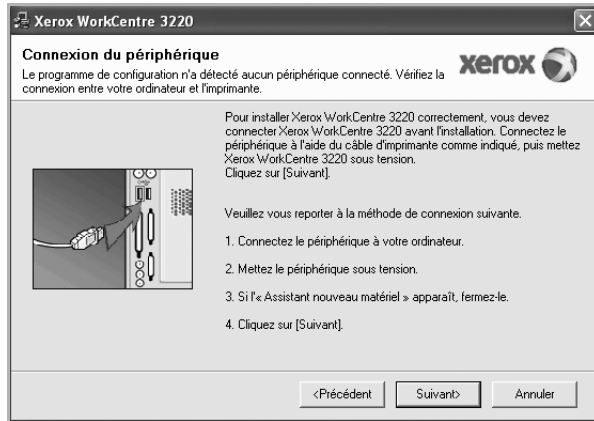 Xerox WorkCentre 3220
Connexion du périphérique
Le programme de configuration n'a détecté aucun périphérique connecté. Vérifiez la
connexion entre votre ordinateur et l'imprimante.
xerox
Pour installer Xerox WorkCentre 3220 correctement, vous devez
connecter Xerox WorkCentre 3220 avant l'installation. Connectez le
périphérique à l'aide du câble d'imprimante comme indiqué, puis mettez
Xerox WorkCentre 3220 sous tension.
Cliquez sur [Suivant].
Veuillez vous reporter à la méthode de connexion suivante.
1. Connectez le périphérique à votre ordinateur.
2. Mettez le périphérique sous tension.
3. Si l'« Assistant nouveau matériel » apparaît, fermez-le.
4. Cliquez sur [Suivant].
<Précédent
Suivant>
Annuler